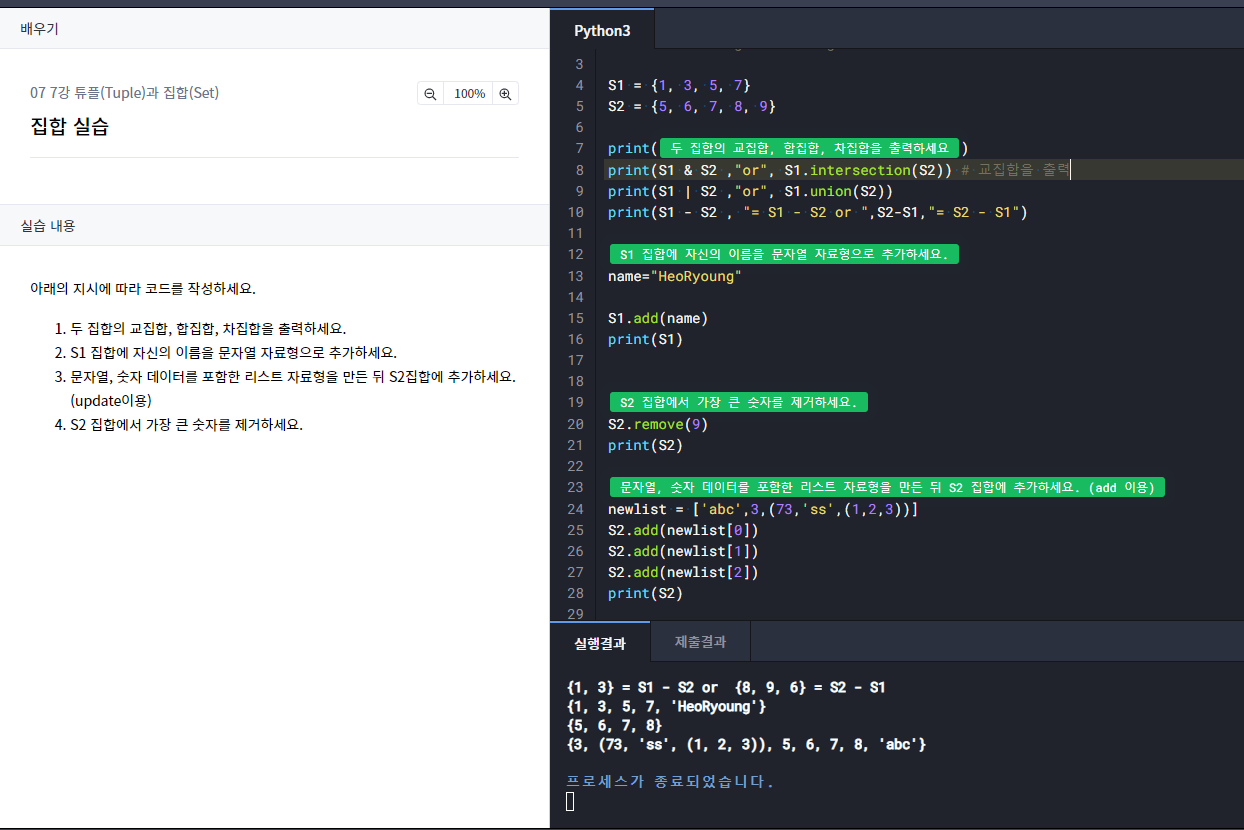 배우기
07 7강 튜플(Tuple)과 집합(Set)
100%
집합 실습
실습 내용
아래의 지시에 따라 코드를 작성하세요.
1. 두 집합의 교집합, 합집합, 차집합을 출력하세요.
2. S1 집합에 자신의 이름을 문자열 자료형으로 추가하세요.
3. 문자열, 숫자 데이터를 포함한 리스트 자료형을 만든 뒤 S2집합에 추가하세요.
(update이용)
4. S2 집합에서 가장 큰 숫자를 제거하세요.
Python3
3
4 S1 = {1, 3, 5, 7}
5 S2 = {5, 6, 7, 8, 9}
6
7 print( 두 집합의 교집합, 합집합, 차집합을 출력하세요 )
8 print(S1 & S2 ,"or", S1.intersection(S2)) # 교집합을 출력
9 print(S1 | S2 ,"or", S1.union(S2))
10 print(S1 - S2 , "= S1 - S2 or ",S2-S1,"= S2 - S1")
11
12 S1 집합에 자신의 이름을 문자열 자료형으로 추가하세요.
13 name="HeoRyoung"
14
15 S1.add(name)
16 print(S1)
17
18
19 S2 집합에서 가장 큰 숫자를 제거하세요.
20 S2.remove(9)
21 print(S2)
22
23 문자열, 숫자 데이터를 포함한 리스트 자료형을 만든 뒤 S2 집합에 추가하세요.(add 이용)
24 newlist = ['abc',3,(73,'ss',(1,2,3))]
25 S2.add(newlist[0])
26 S2.add(newlist[1])
27 S2.add(newlist[2])
28 print(S2)
29
실행결과
제출결과
{1, 3} = S1 - S2 or  {8, 9, 6} = S2 - S1
{1, 3, 5, 7, 'HeoRyoung'}
{5, 6, 7, 8}
{3, (73, 'ss', (1, 2, 3)), 5, 6, 7, 8, 'abc'}
프로세스가 종료되었습니다.